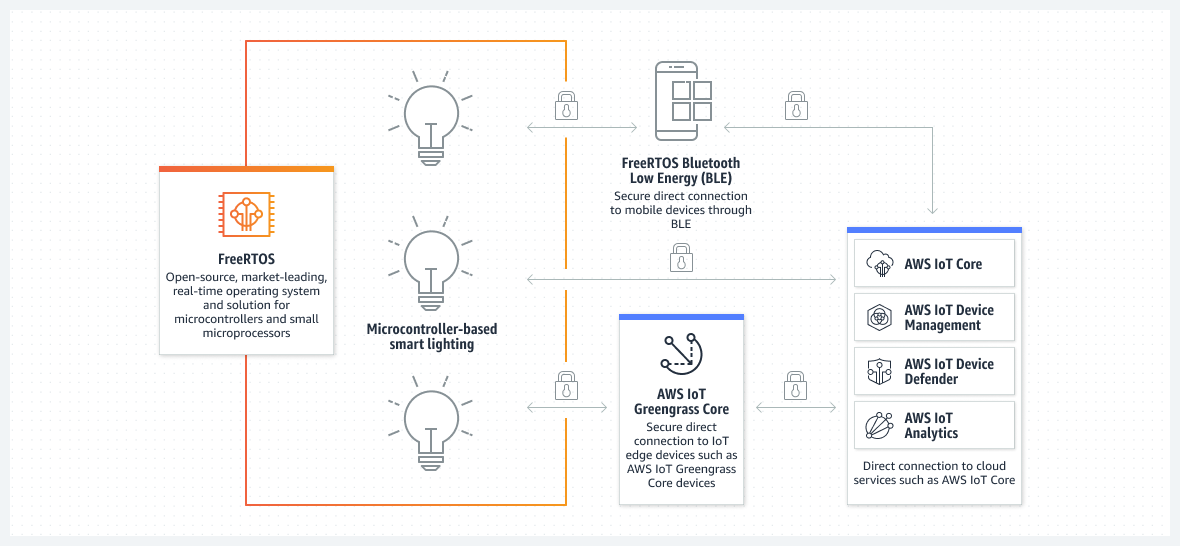 FreeRTOS
Open-source, market-leading,
real-time operating system
and solution for
microcontrollers and small
microprocessors
Microcontroller-based
smart lighting
FreeRTOS Bluetooth
Low Energy (BLE)
Secure direct connection
to mobile devices through
BLE
AWS IoT
Greengrass Core
Secure direct
connection to IoT
edge devices such as
AWS IoT Greengrass
Core devices
AWS IoT Core
AWS IoT Device
Management
AWS IoT Device
Defender
AWS IoT
Analytics
Direct connection to cloud
services such as AWS IoT Core